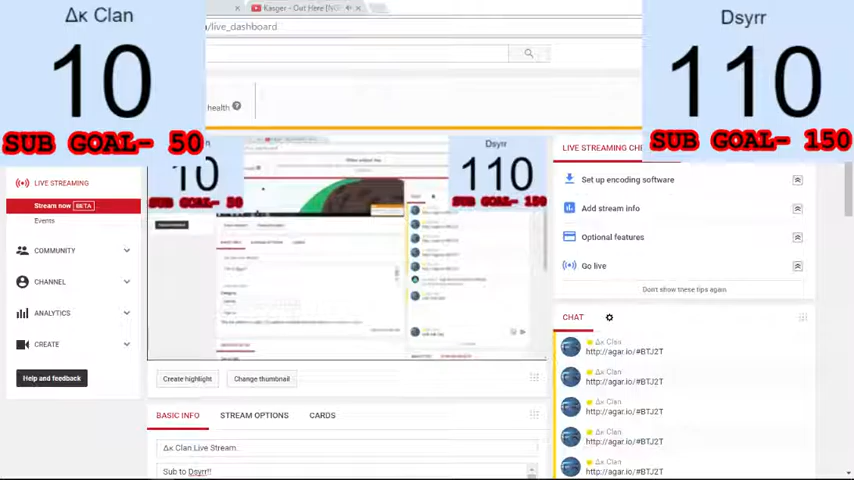 Δκ Clan
10
SUB GOAL- 50
Dsyrr
110
SUB GOAL- 150
Kasger - Out Here [N
/live_dashboard
health ?
LIVE STREAMING
Stream now BETA
Events
COMMUNITY
CHANNEL
ANALYTICS
CREATE
Help and feedback
10
SUB GOAL- 50
Dsyrr
110
SUB GOAL- 150
Create highlight
Change thumbnail
BASIC INFO
STREAM OPTIONS
CARDS
Δκ Clan Live Stream.
Sub to Dsyrr!!
LIVE STREAMING
Set up encoding software
Add stream info
Optional features
Go live
Don't show these tips again
CHAT
Δκ Clan
http://agar.io/#BTJ2T
Δκ Clan
http://agar.io/#BTJ2T
Δκ Clan
http://agar.io/#BTJ2T
Δκ Clan
http://agar.io/#BTJ2T
Δκ Clan
http://agar.io/#BTJ2T